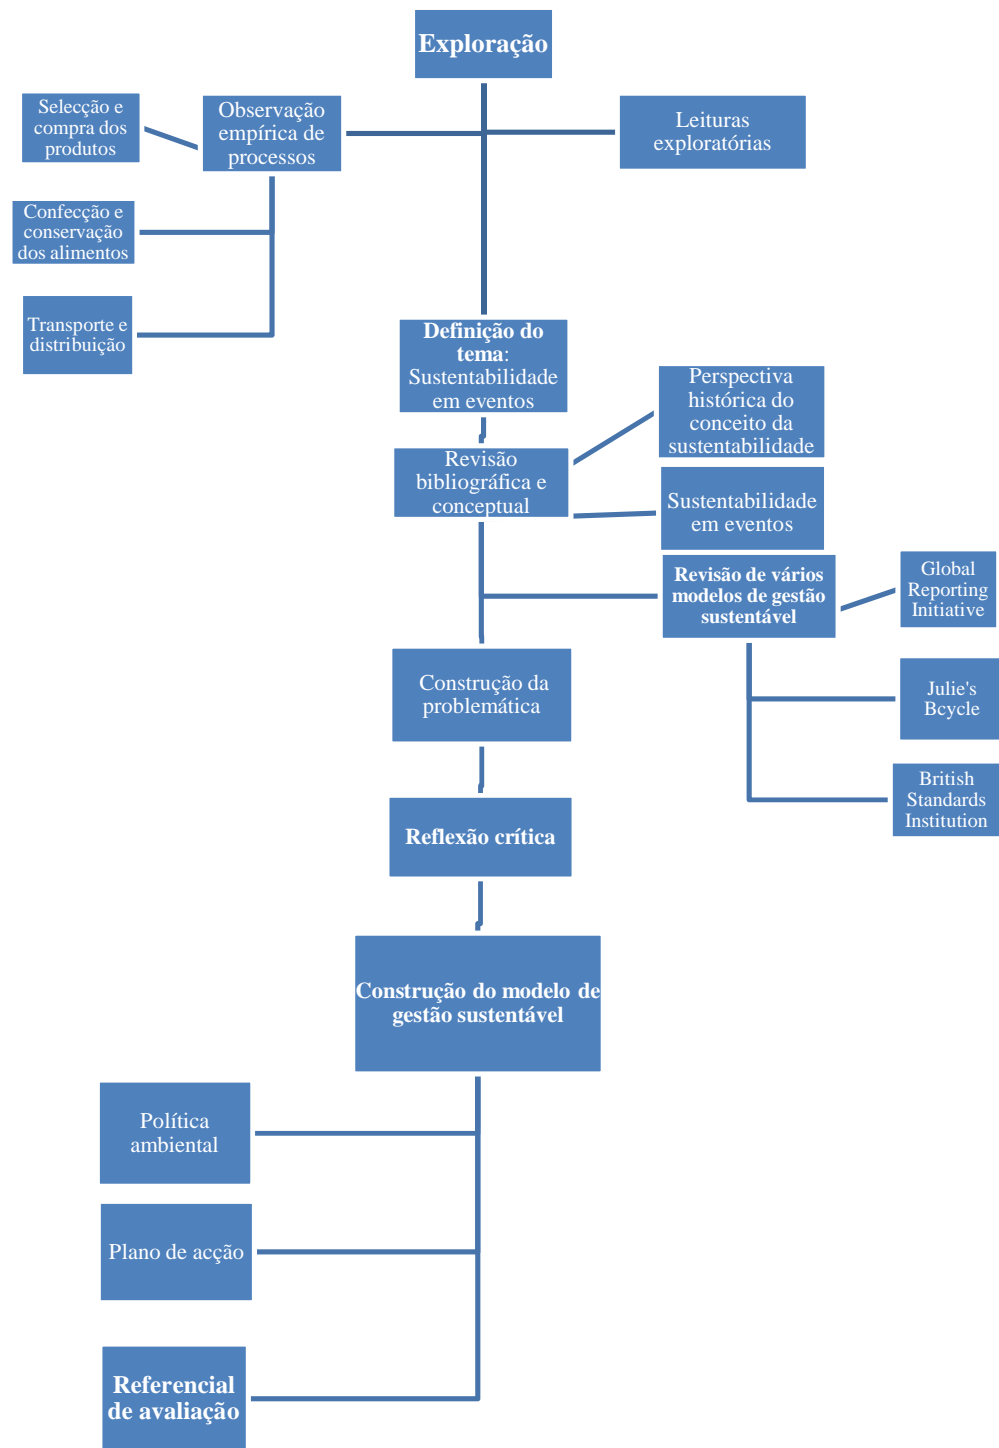 Exploração
Selecção e
compra dos
produtos
Observação
empírica de
processos
Leituras
exploratórias
Confecção e
conservação
dos alimentos
Transporte e
distribuição
Definição do
tema:
Sustentabilidade
em eventos
Perspectiva
histórica do
conceito da
sustentabilidade
Revisão
bibliográfica e
conceptual
Sustentabilidade
em eventos
Revisão de vários
modelos de gestão
sustentável
Global
Reporting
Initiative
Construção da
problemática
Julie's
Bcycle
British
Standards
Institution
Reflexão crítica
Construção do modelo de
gestão sustentável
Política
ambiental
Plano de acção
Referencial
de avaliação